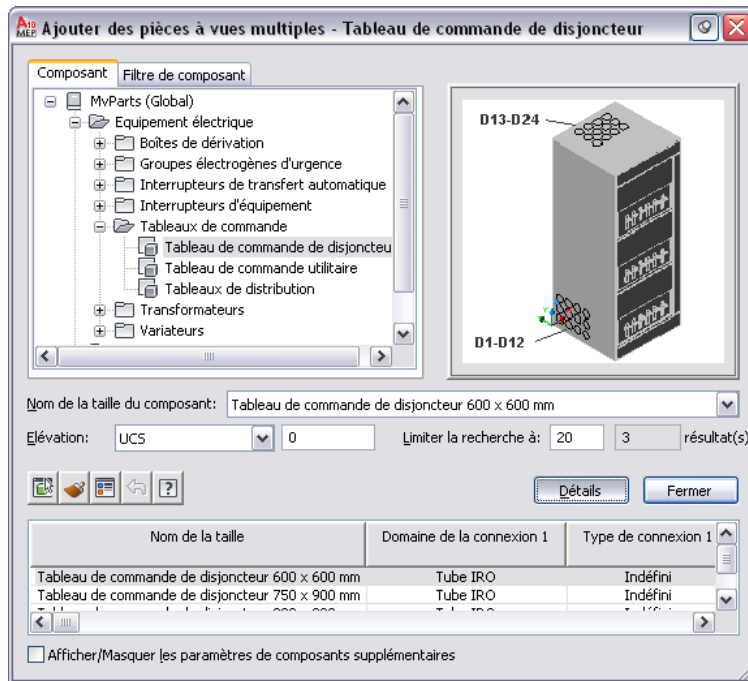 A10 MEP Ajouter des pièces à vues multiples - Tableau de commande de disjoncteur
Composant Filtre de composant
MvParts (Global)
Equipement électrique
Boîtes de dérivation
Groupes électrogènes d'urgence
Interrupteurs de transfert automatique
Interrupteurs d'équipement
Tableaux de commande
Tableau de commande de disjoncteu
Tableau de commande utilitaire
Tableaux de distribution
Transformateurs
Variateurs
D13-D24
D1-D12
Nom de la taille du composant: Tableau de commande de disjoncteur 600 x 600 mm
Elévation: UCS 0 Limiter la recherche à: 20 3 résultat(s)
Détails Fermer
Nom de la taille Domaine de la connexion 1 Type de connexion 1
Tableau de commande de disjoncteur 600 x 600 mm Tube IRO Indéfini
Tableau de commande de disjoncteur 750 x 900 mm Tube IRO Indéfini
Afficher/Masquer les paramètres de composants supplémentaires